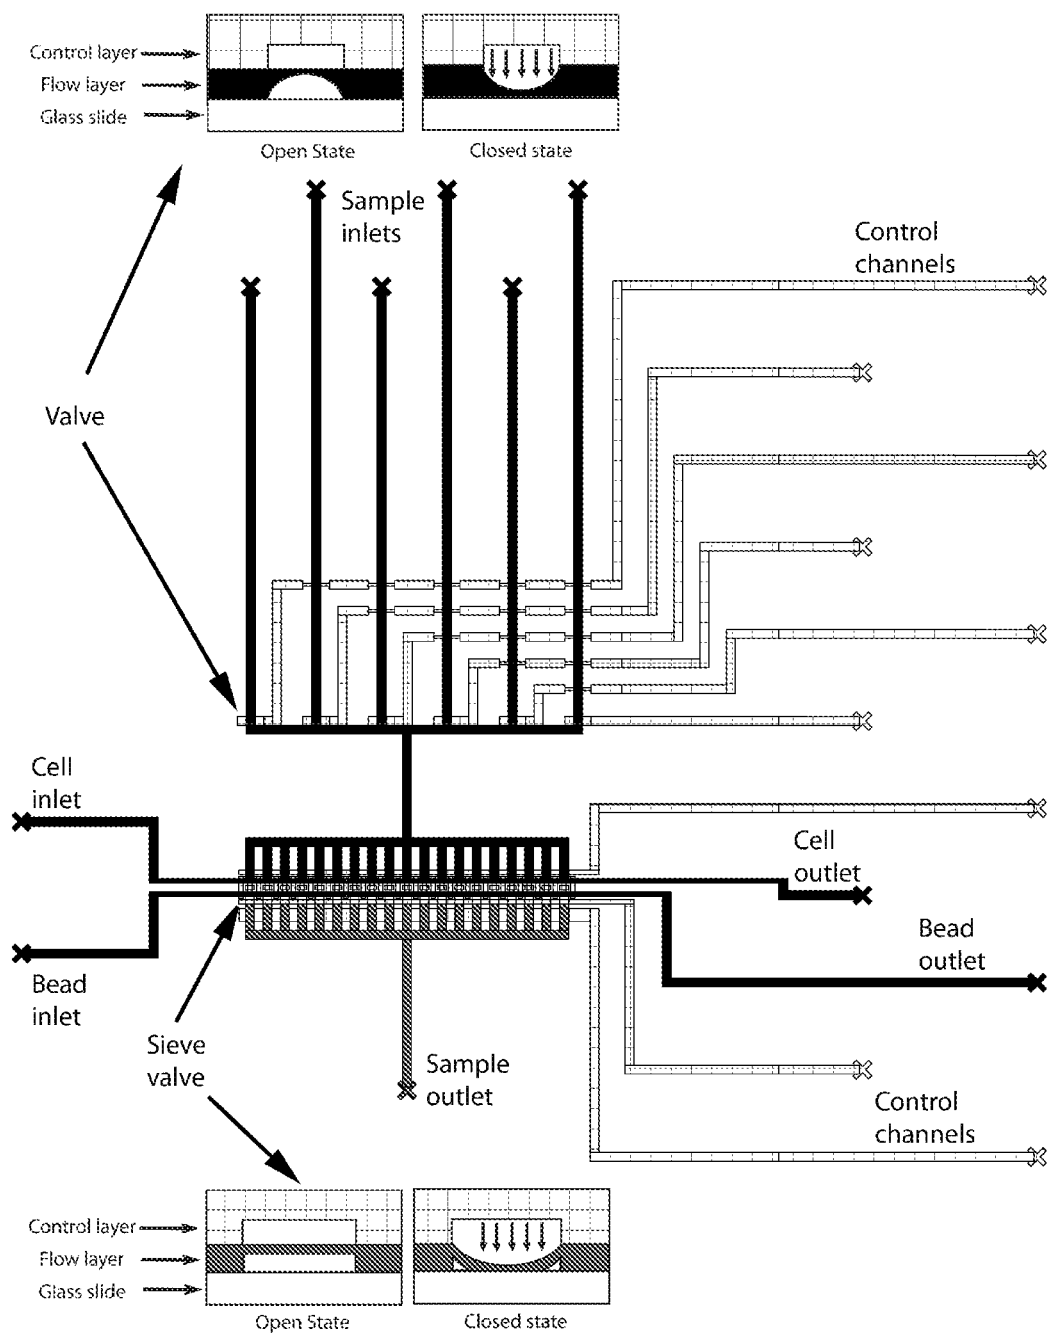 Control layer
Flow layer
Glass slide
Open State
Closed state
Sample
inlets
Control
channels
Valve
Cell
inlet
Cell
outlet
Bead
outlet
Bead
inlet
Sieve
valve
Sample
outlet
Control
channels
Control layer
Flow layer
Glass slide
Open State
Closed state